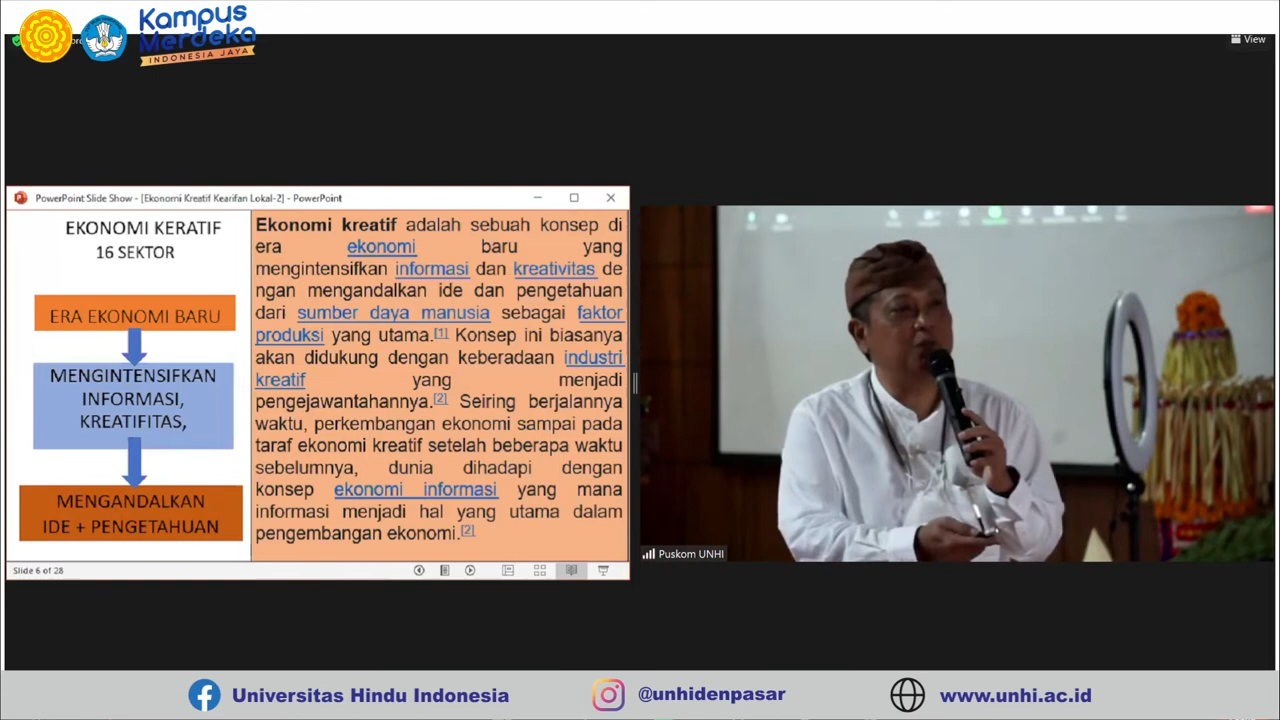 Kampus
Merdeka
INDONESIA JAYA
View
PowerPoint Slide Show - [Ekonomi Kreatif Kearifan Lokal-2] - PowerPoint
EKONOMI KERATIF
16 SEKTOR
ERA EKONOMI BARU
MENGINTENSIFKAN
INFORMASI,
KREATIFITAS,
MENGANDALKAN
IDE + PENGETAHUAN
Ekonomi kreatif adalah sebuah konsep di
era ekonomi baru yang
mengintensifkan informasi dan kreativitas de
ngan mengandalkan ide dan pengetahuan
dari sumber daya manusia sebagai faktor
produksi yang utama.[1] Konsep ini biasanya
akan didukung dengan keberadaan industri
kreatif yang menjadi
pengejawantahannya.[2] Seiring berjalannya
waktu, perkembangan ekonomi sampai pada
taraf ekonomi kreatif setelah beberapa waktu
sebelumnya, dunia dihadapi dengan
konsep ekonomi informasi yang mana
informasi menjadi hal yang utama dalam
pengembangan ekonomi.[2]
Slide 6 of 28
Puskom UNHI
Universitas Hindu Indonesia
@unhidenpasar
www.unhi.ac.id